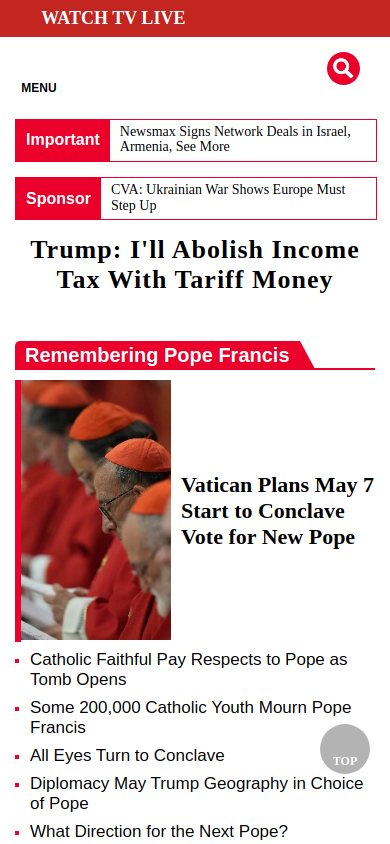 WATCH TV LIVE
MENU
Important
Newsmax Signs Network Deals in Israel,
Armenia, See More
Sponsor
CVA: Ukrainian War Shows Europe Must
Step Up
Trump: I'll Abolish Income
Tax With Tariff Money
Remembering Pope Francis
Vatican Plans May 7
Start to Conclave
Vote for New Pope
Catholic Faithful Pay Respects to Pope as
Tomb Opens
Some 200,000 Catholic Youth Mourn Pope
Francis
All Eyes Turn to Conclave
TOP
Diplomacy May Trump Geography in Choice
of Pope
What Direction for the Next Pope?